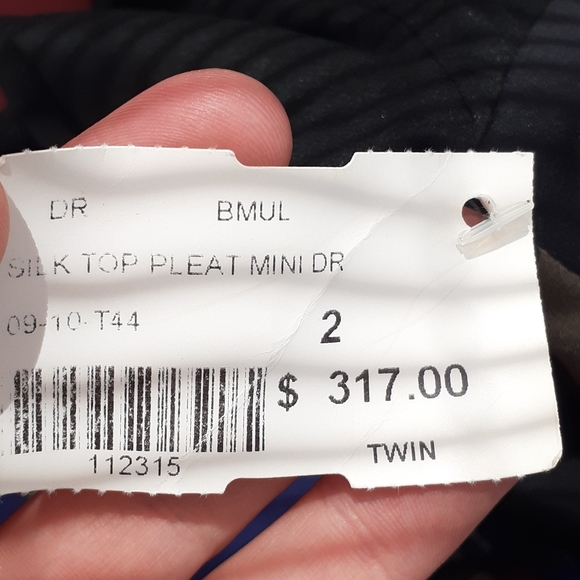 DR BMUL
SILK TOP PLEAT MINI DR
09-10-T44 2
$ 317.00
112315 TWIN